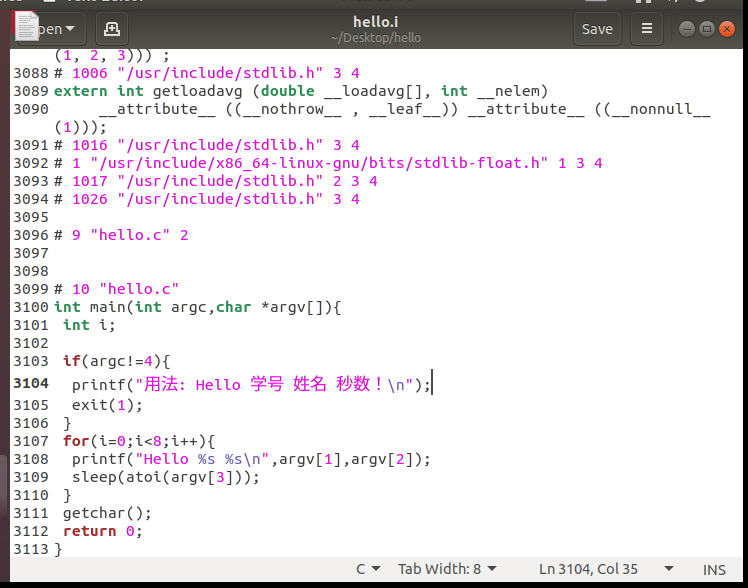 pen
hello.i
~/Desktop/hello
Save
(1, 2, 3))) ;
3088 # 1006 "/usr/include/stdlib.h" 3 4
3089 extern int getloadavg (double __loadavg[], int __nelem)
3090      __attribute__ ((__nothrow__ , __leaf__)) __attribute__ ((__nonnull__
(1)));
3091 # 1016 "/usr/include/stdlib.h" 3 4
3092 # 1 "/usr/include/x86_64-linux-gnu/bits/stdlib-float.h" 1 3 4
3093 # 1017 "/usr/include/stdlib.h" 2 3 4
3094 # 1026 "/usr/include/stdlib.h" 3 4
3095
3096 # 9 "hello.c" 2
3097
3098
3099 # 10 "hello.c"
3100 int main(int argc,char *argv[]){
3101  int i;
3102
3103  if(argc!=4){
3104   printf("用法: Hello 学号 姓名 秒数！\n");
3105   exit(1);
3106  }
3107  for(i=0;i<8;i++){
3108   printf("Hello %s %s\n",argv[1],argv[2]);
3109   sleep(atoi(argv[3]));
3110  }
3111  getchar();
3112  return 0;
3113 }
C Tab Width: 8 Ln 3104, Col 35 INS